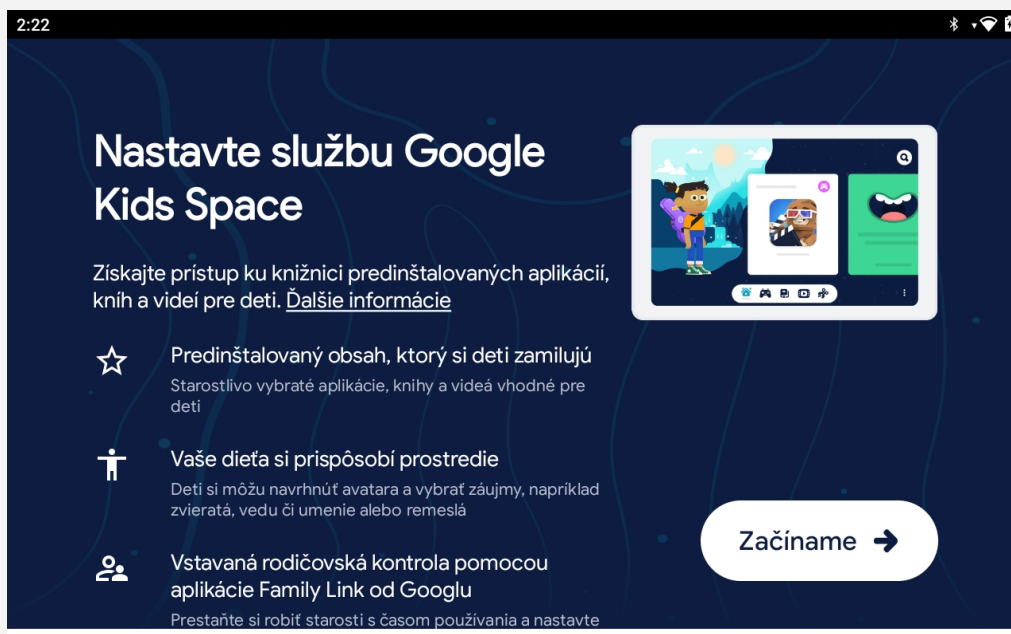 2:22
Nastavte službu Google
Kids Space
Získajte prístup ku knižnici predinštalovaných aplikácií,
kníh a videí pre deti. Ďalšie informácie
Predinštalovaný obsah, ktorý si deti zamilujú
Starostlivo vybraté aplikácie, knihy a videá vhodné pre
deti
Vaše dieťa si prispôsobí prostredie
Deti si môžu navrhnúť avatara a vybrať záujmy, napríklad
zvieratá, vedu či umenie alebo remeslá
Začíname
Vstavaná rodičovská kontrola pomocou
aplikácie Family Link od Googlu
Prestaňte si robiť starosti s časom používania a nastavte